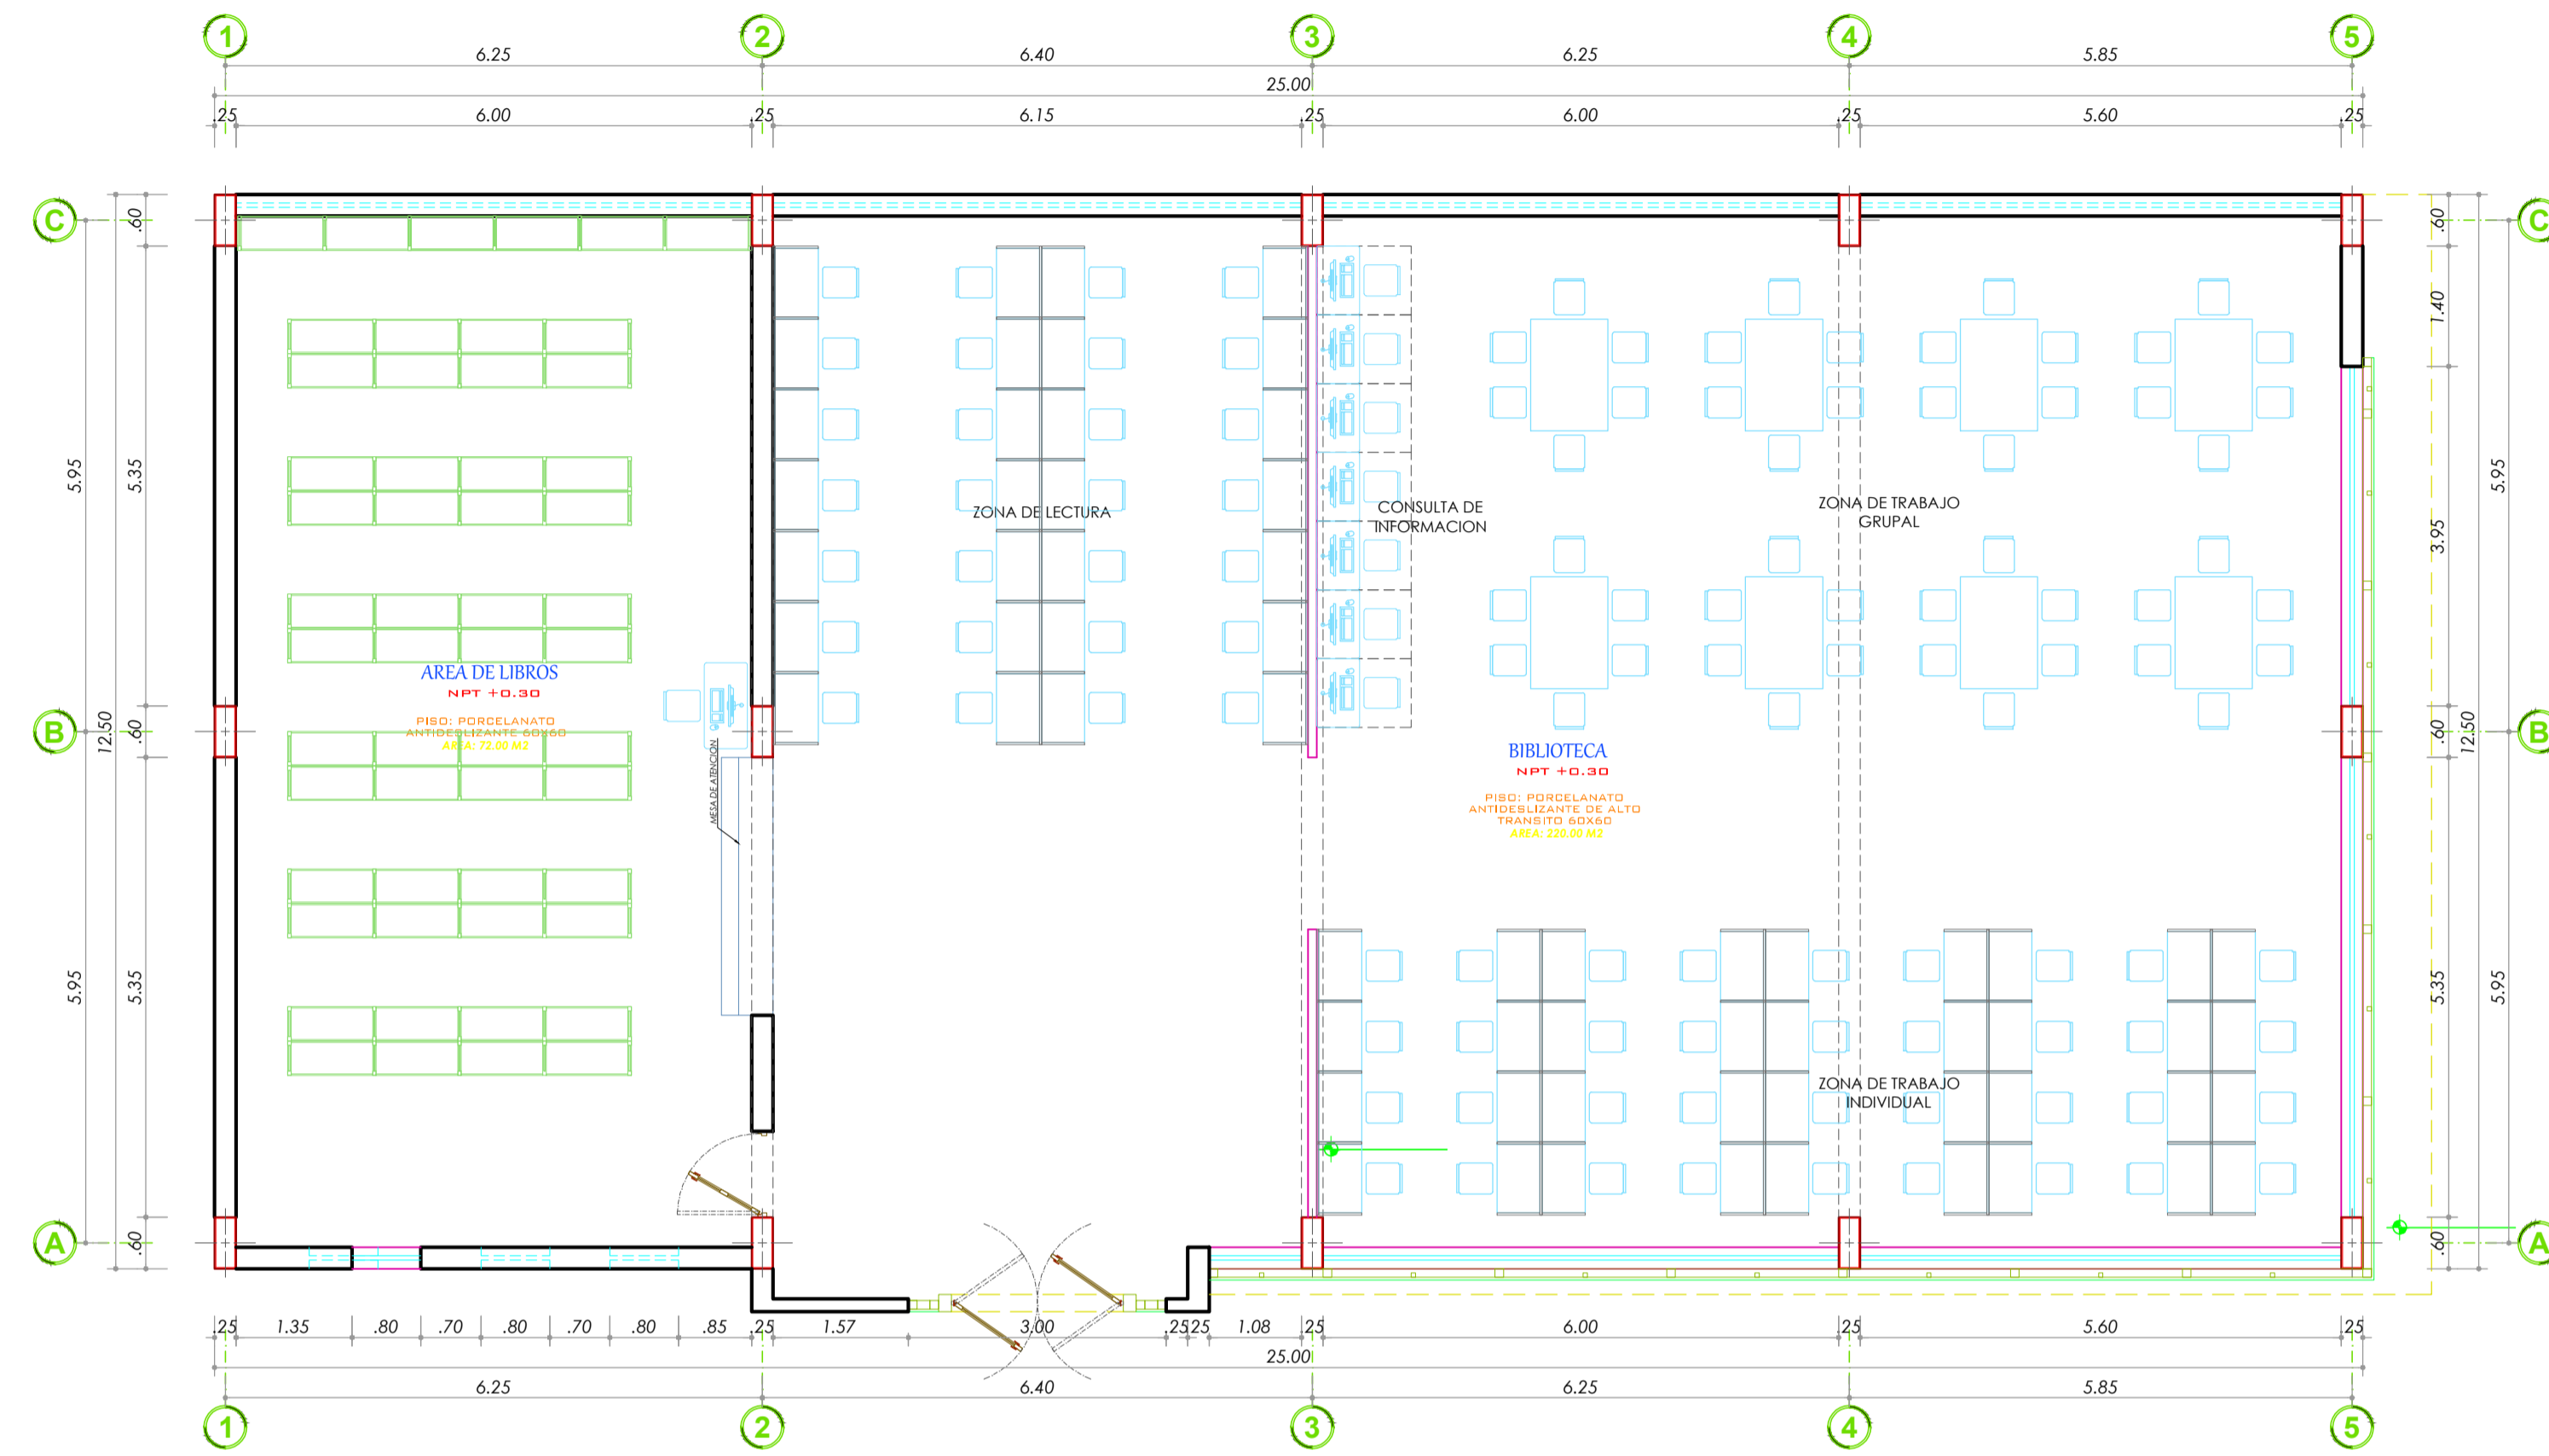 1 2 3 4 5
6.25 6.40 6.25 5.85
25.00
.25 6.00 .25 6.15 .25 6.00 .25 5.60 .25
C C
.60 .60
1.40
5.95 5.35
3.95 5.95
ZONA DE LECTURA
CONSULTA DE
INFORMACION
ZONA DE TRABAJO
GRUPAL
AREA DE LIBROS
NPT +0.30
PISO: PORCELANATO
ANTIDESLIZANTE 60X60
AREA: 72.00 M2
MESA DE ATENCION
B B
12.50 .60
.60 12.50
BIBLIOTECA
NPT +0.30
PISO: PORCELANATO
ANTIDESLIZANTE DE ALTO
TRANSITO 60X60
AREA: 220.00 M2
5.95 5.35
5.35 5.95
ZONA DE TRABAJO
INDIVIDUAL
A A
.60 .60
.25 1.35 .80 .70 .80 .70 .80 .85 .25 1.57 3.00 .25 .25 1.08 .25 6.00 .25 5.60 .25
25.00
6.25 6.40 6.25 5.85
1 2 3 4 5